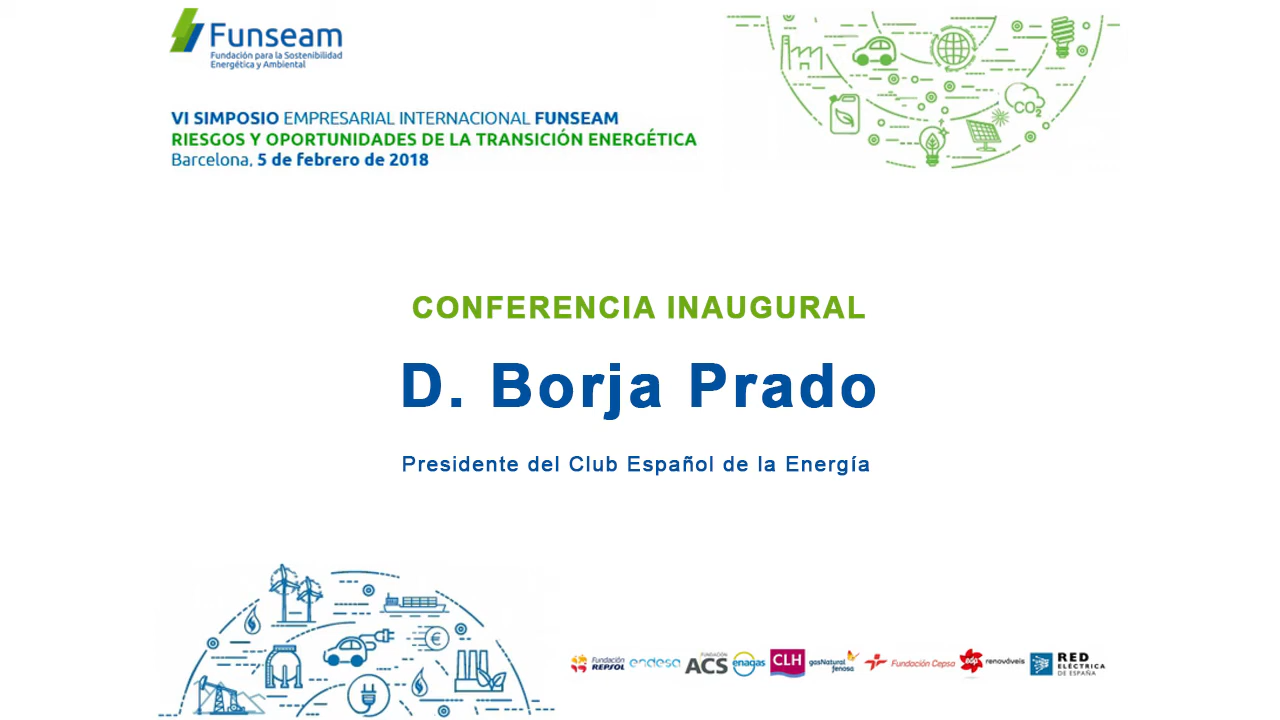 Funseam
Fundación para la Sostenibilidad
Energética y Ambiental
VI SIMPOSIO EMPRESARIAL INTERNACIONAL FUNSEAM
RIESGOS Y OPORTUNIDADES DE LA TRANSICIÓN ENERGÉTICA
Barcelona, 5 de febrero de 2018
CO2
CONFERENCIA INAUGURAL
D. Borja Prado
Presidente del Club Español de la Energía
€
Fundación
REPSOL
endesa
FUNDACIÓN
ACS
enagas
CLH
gasNatural
fenosa
Fundación Cepsa
edp renováveis
RED
ELÉCTRICA
DE ESPAÑA